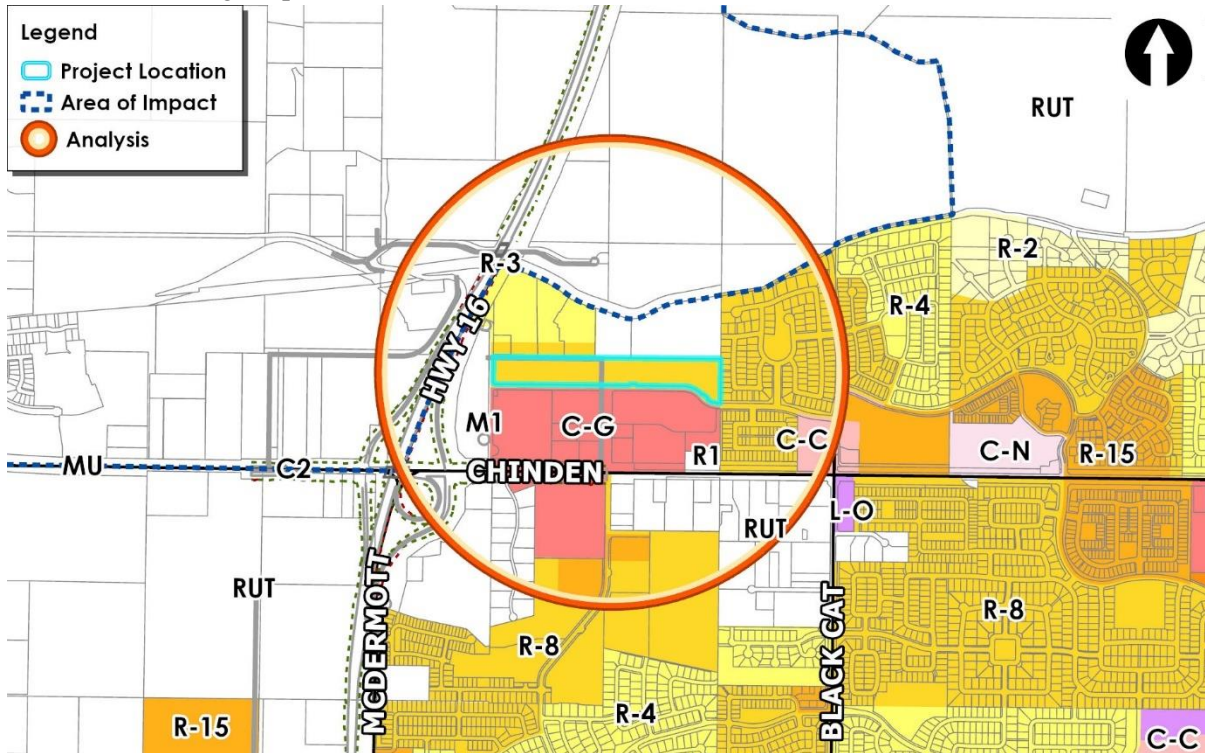 Legend
Project Location
Area of Impact
Analysis
RUT
R-3
R-2
R-4
HWY 16
M1
C-G
R1
C-C
C-N
R-15
MU
C2
CHINDEN
L-O
RUT
RUT
MCDERMOTT
R-8
R-8
BLACK CAT
R-15
R-4
C-C